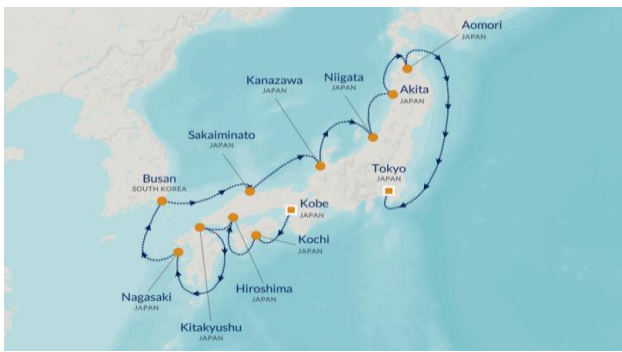 Aomori
JAPAN
Niigata
JAPAN
Kanazawa
JAPAN
Akita
JAPAN
Sakaiminato
JAPAN
Tokyo
JAPAN
Busan
SOUTH KOREA
Kobe
JAPAN
Kochi
JAPAN
Hiroshima
JAPAN
Nagasaki
JAPAN
Kitakyushu
JAPAN